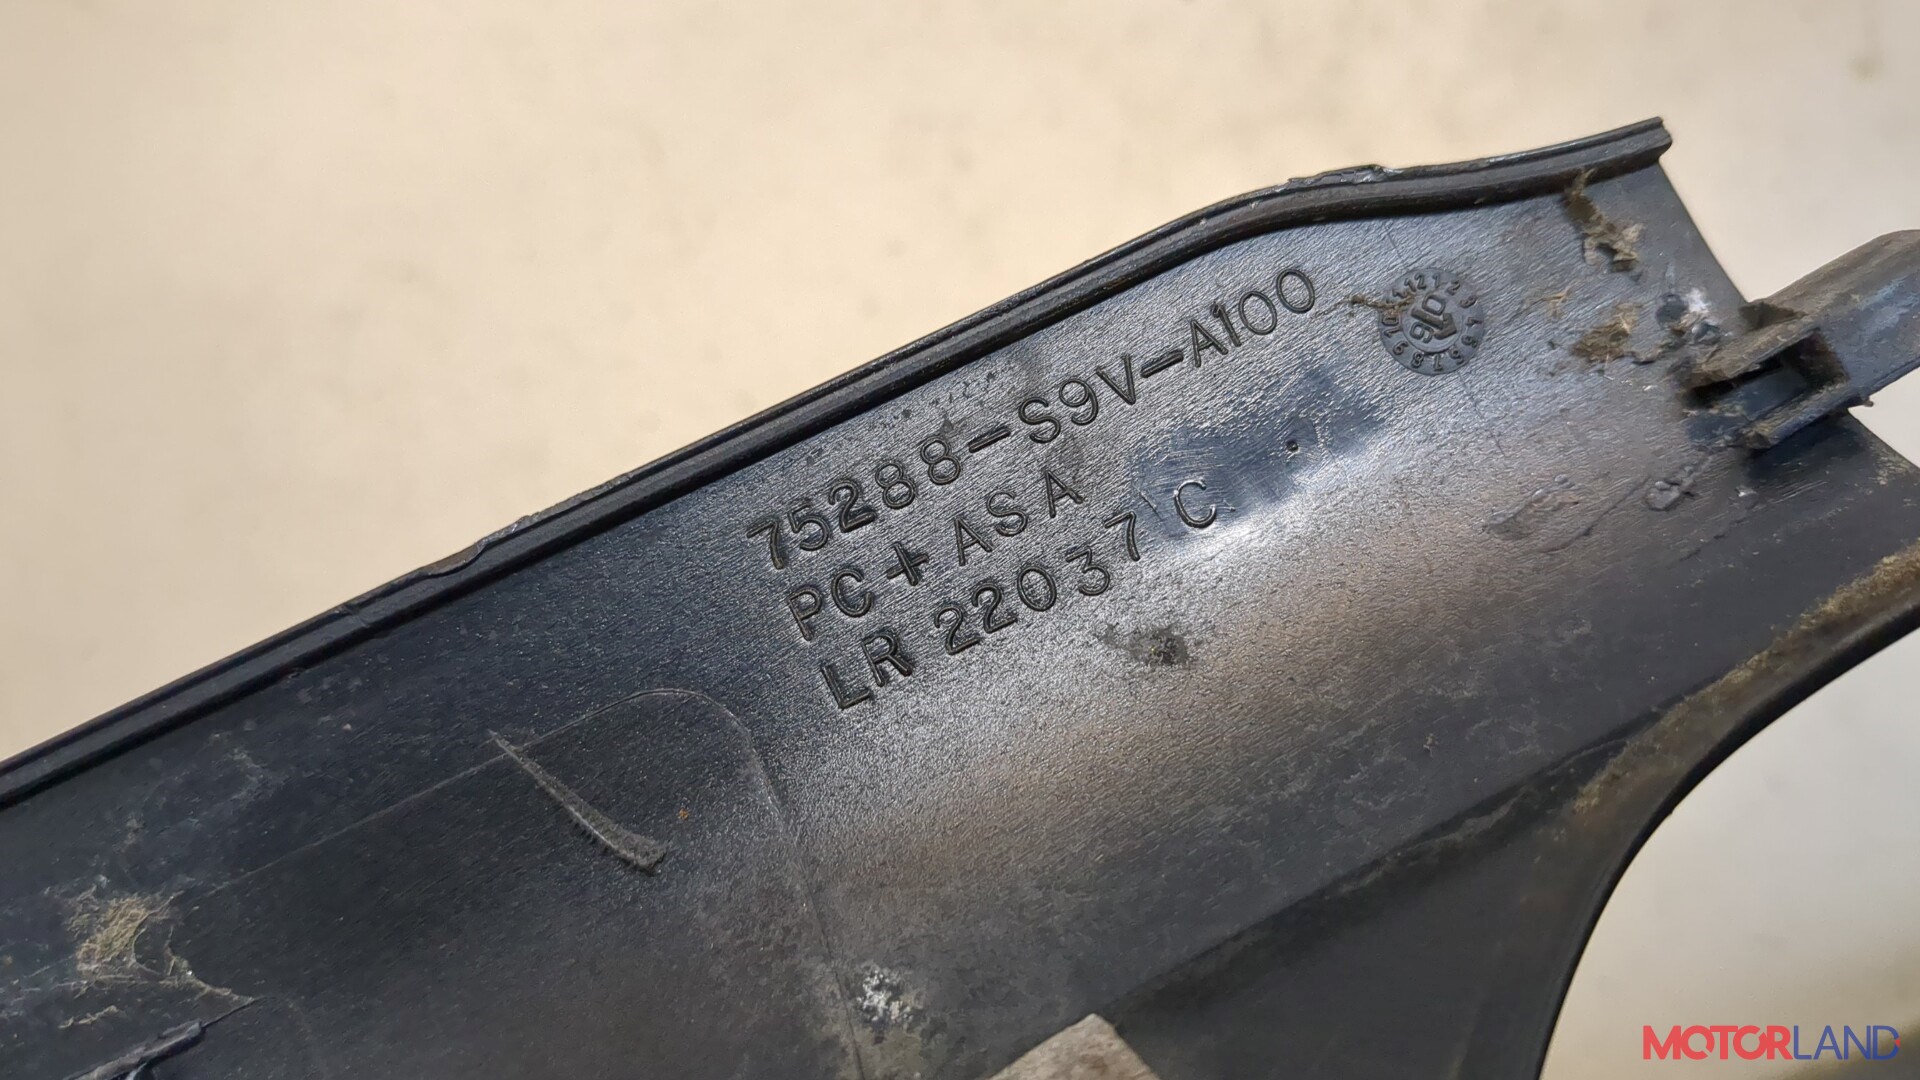 75288-S9V-A100
PC+ASA
LR 22037 C
MOTORLAND